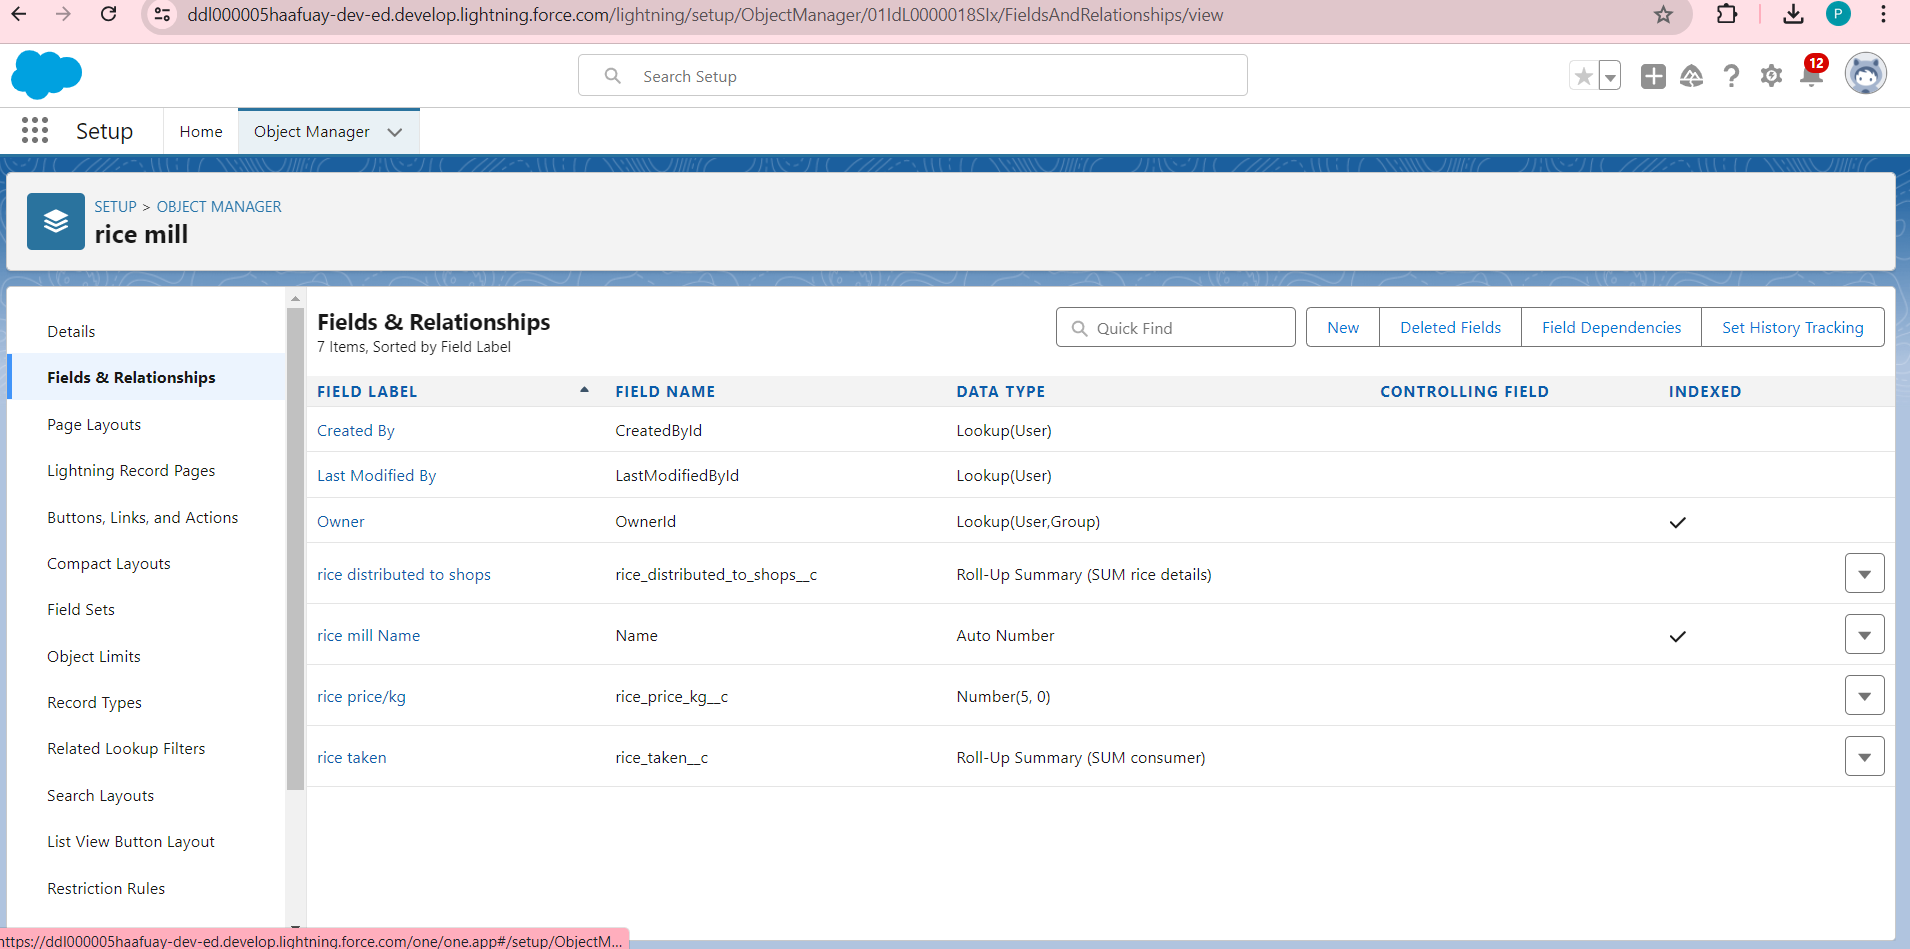 ddl000005haafuay-dev-ed.develop.lightning.force.com/lightning/setup/ObjectManager/01IdL0000018SIx/FieldsAndRelationships/view
P
Search Setup
12
Setup
Home
Object Manager
SETUP > OBJECT MANAGER
rice mill
Details
Fields & Relationships
Page Layouts
Lightning Record Pages
Buttons, Links, and Actions
Compact Layouts
Field Sets
Object Limits
Record Types
Related Lookup Filters
Search Layouts
List View Button Layout
Restriction Rules
Fields & Relationships
7 Items, Sorted by Field Label
Quick Find
New
Deleted Fields
Field Dependencies
Set History Tracking
FIELD LABEL FIELD NAME DATA TYPE CONTROLLING FIELD INDEXED
Created By CreatedById Lookup(User)
Last Modified By LastModifiedById Lookup(User)
Owner OwnerId Lookup(User,Group)
rice distributed to shops rice_distributed_to_shops__c Roll-Up Summary (SUM rice details)
rice mill Name Name Auto Number
rice price/kg rice_price_kg__c Number(5, 0)
rice taken rice_taken__c Roll-Up Summary (SUM consumer)
https://ddl000005haafuay-dev-ed.develop.lightning.force.com/one/one.app#/setup/ObjectM...